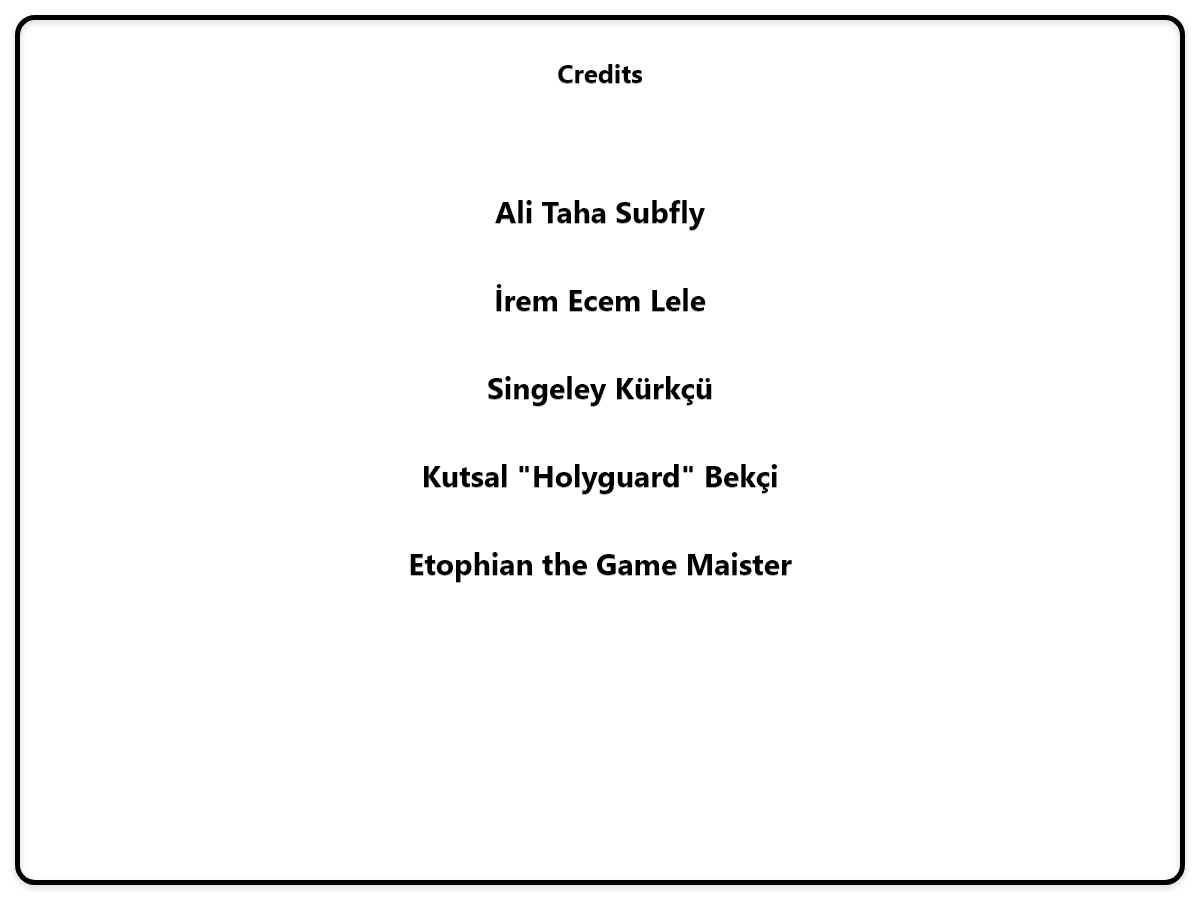 Credits
Ali Taha Subfly
İrem Ecem Lele
Singeley Kürkçü
Kutsal "Holyguard" Bekçi
Etophian the Game Maister